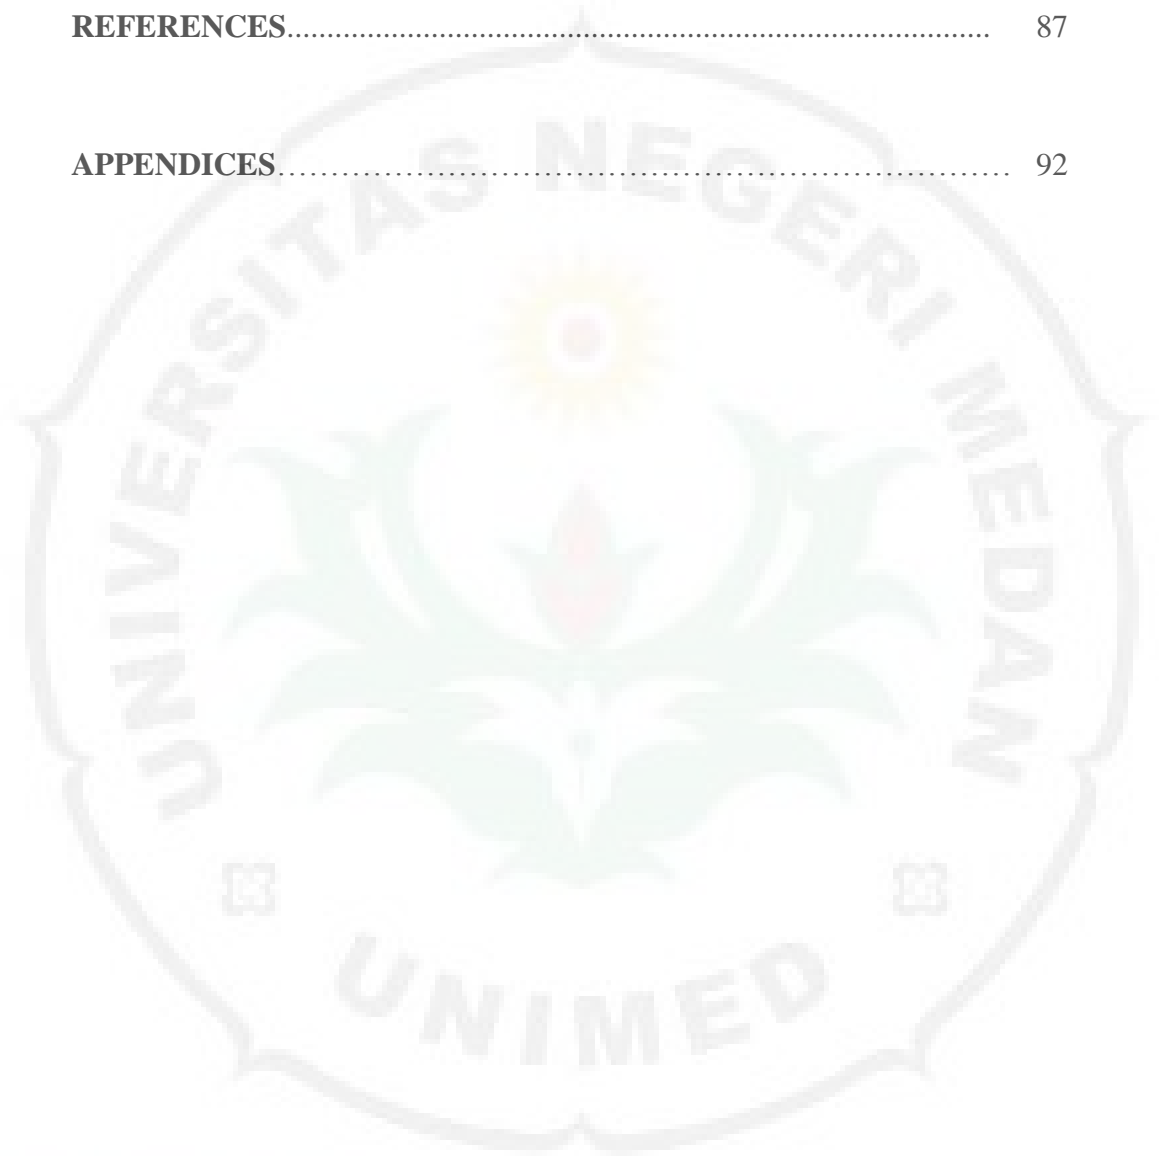 REFERENCES........................................................................................ 87
APPENDICES…………………………………………………………… 92
UNIVERSITAS NEGERI MEDAN
UNIMED